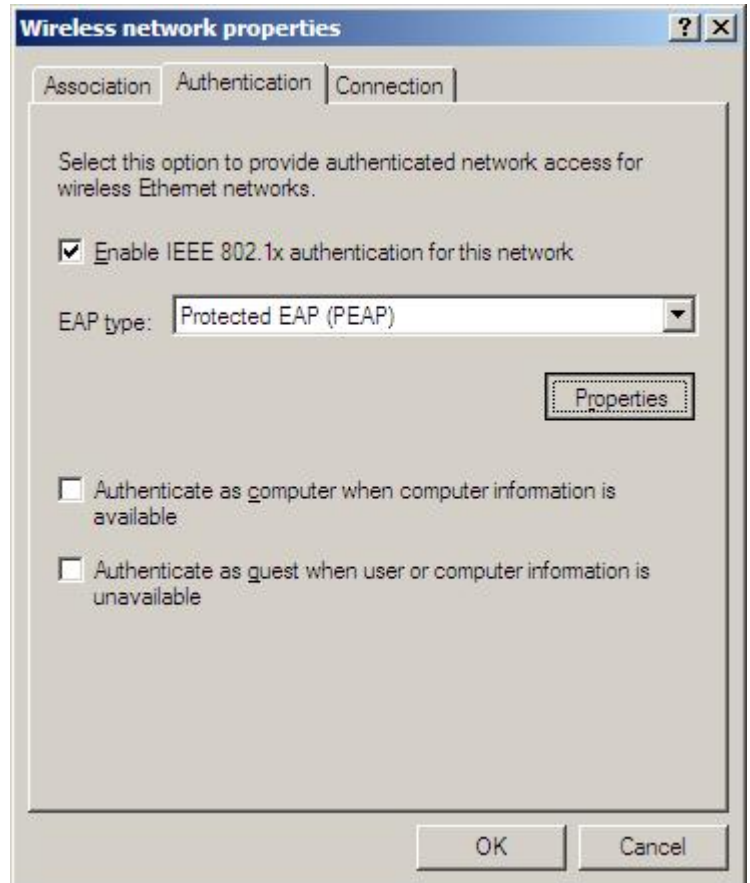 Wireless network properties
Association Authentication Connection
Select this option to provide authenticated network access for
wireless Ethernet networks.
Enable IEEE 802.1x authentication for this network
EAP type: Protected EAP (PEAP)
Properties
Authenticate as computer when computer information is
available
Authenticate as guest when user or computer information is
unavailable
OK Cancel